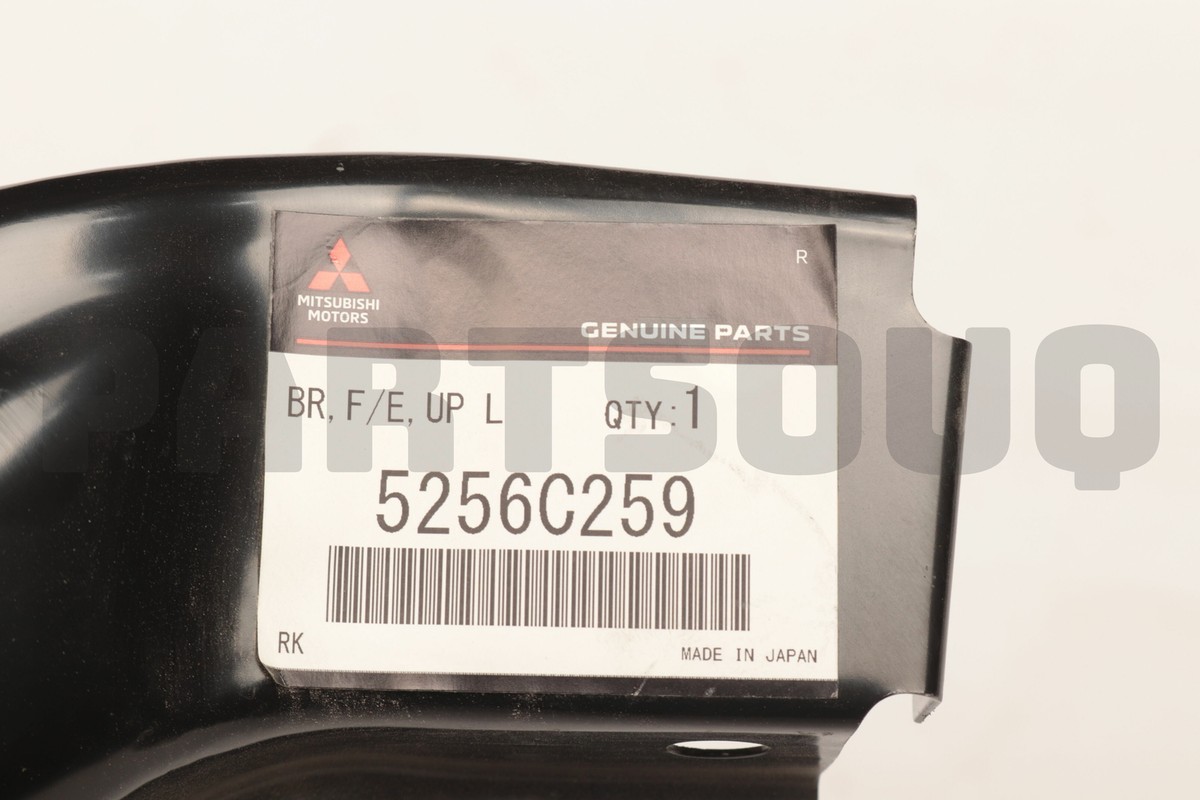 R
MITSUBISHI
MOTORS
GENUINE PARTS
PARTSOUQ
BR, F/E, UP L QTY:1
5256C259
RK
MADE IN JAPAN